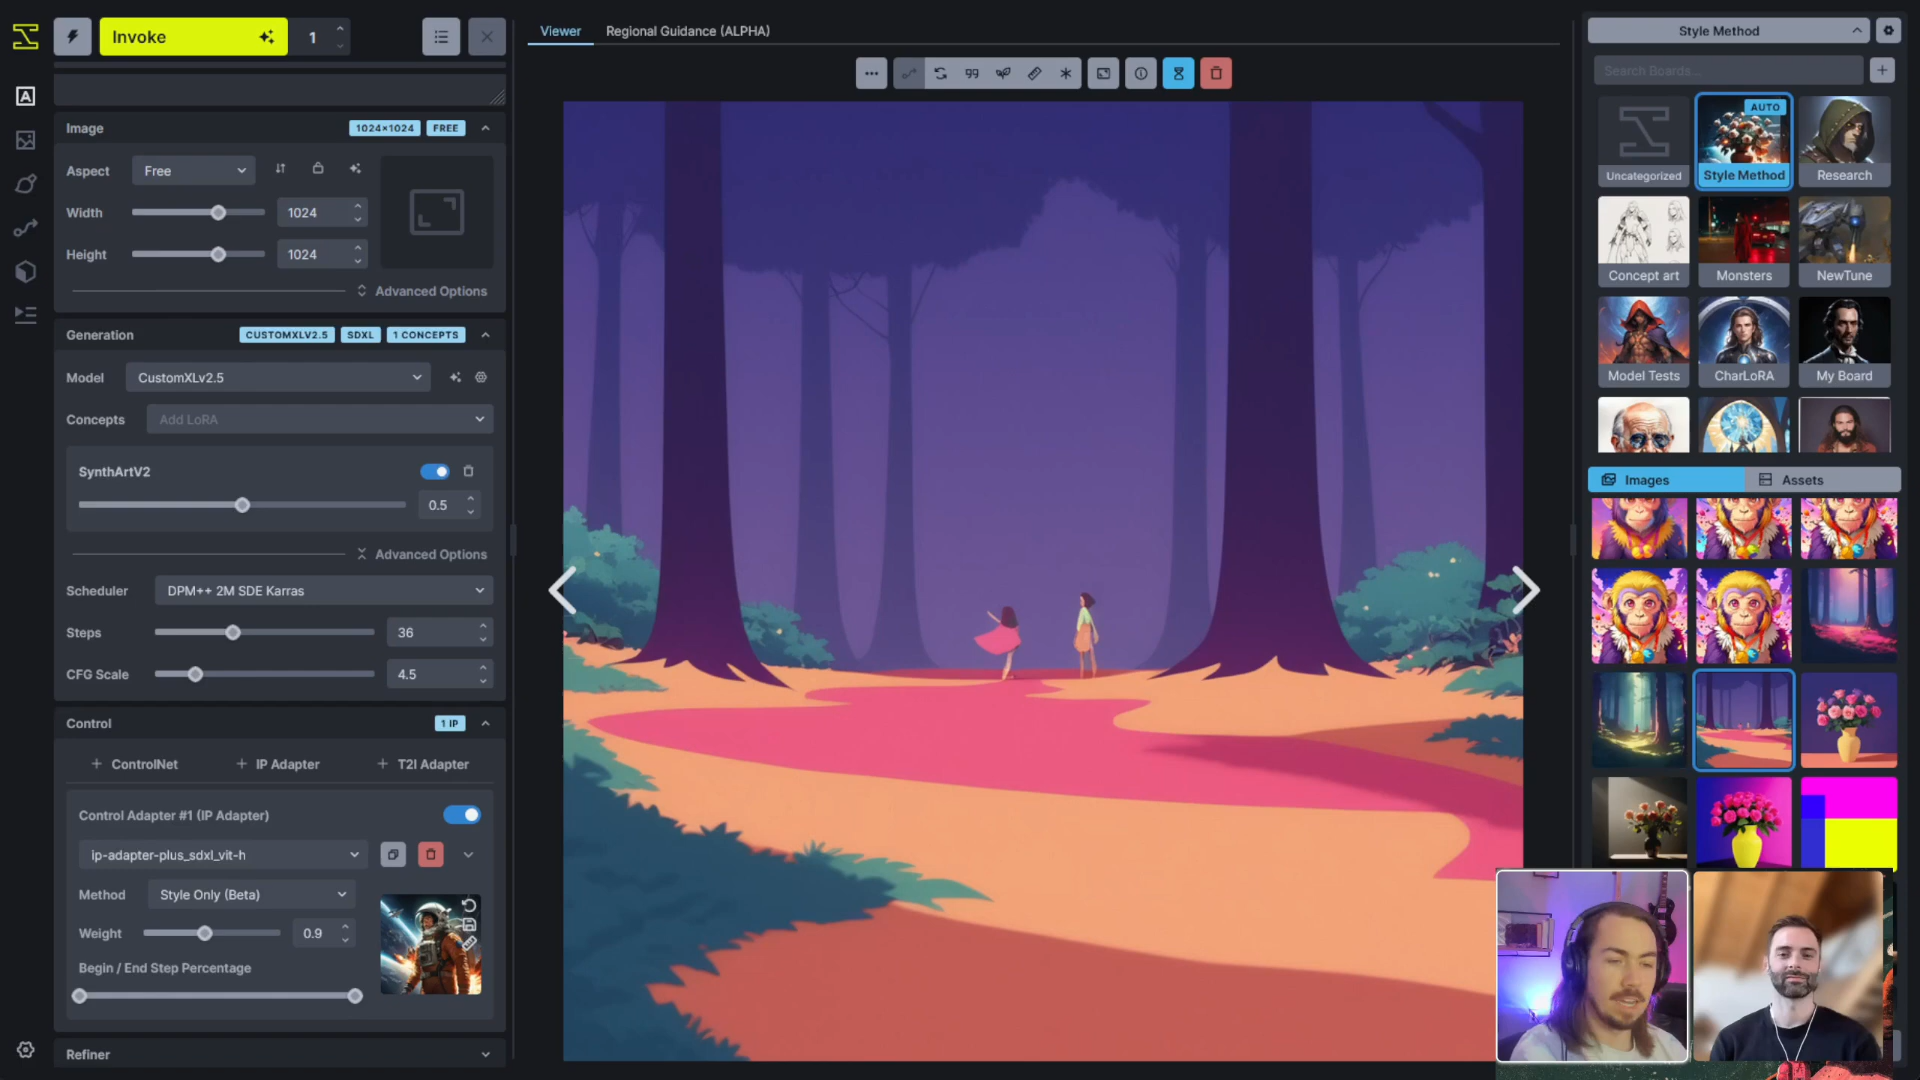 Invoke
1
Viewer
Regional Guidance (ALPHA)
Style Method
Search Boards...
Image
1024×1024
FREE
Aspect
Free
Width
1024
Height
1024
Advanced Options
Generation
CUSTOMXLV2.5
SDXL
1 CONCEPTS
Model
CustomXLv2.5
Concepts
Add LoRA
SynthArtV2
0.5
Advanced Options
Scheduler
DPM++ 2M SDE Karras
Steps
36
CFG Scale
4.5
Control
1 IP
ControlNet
IP Adapter
T2I Adapter
Control Adapter #1 (IP Adapter)
ip-adapter-plus_sdxl_vit-h
Method
Style Only (Beta)
Weight
0.9
Begin / End Step Percentage
Refiner
AUTO
Uncategorized
Style Method
Research
Concept art
Monsters
NewTune
Model Tests
CharLoRA
My Board
Images
Assets